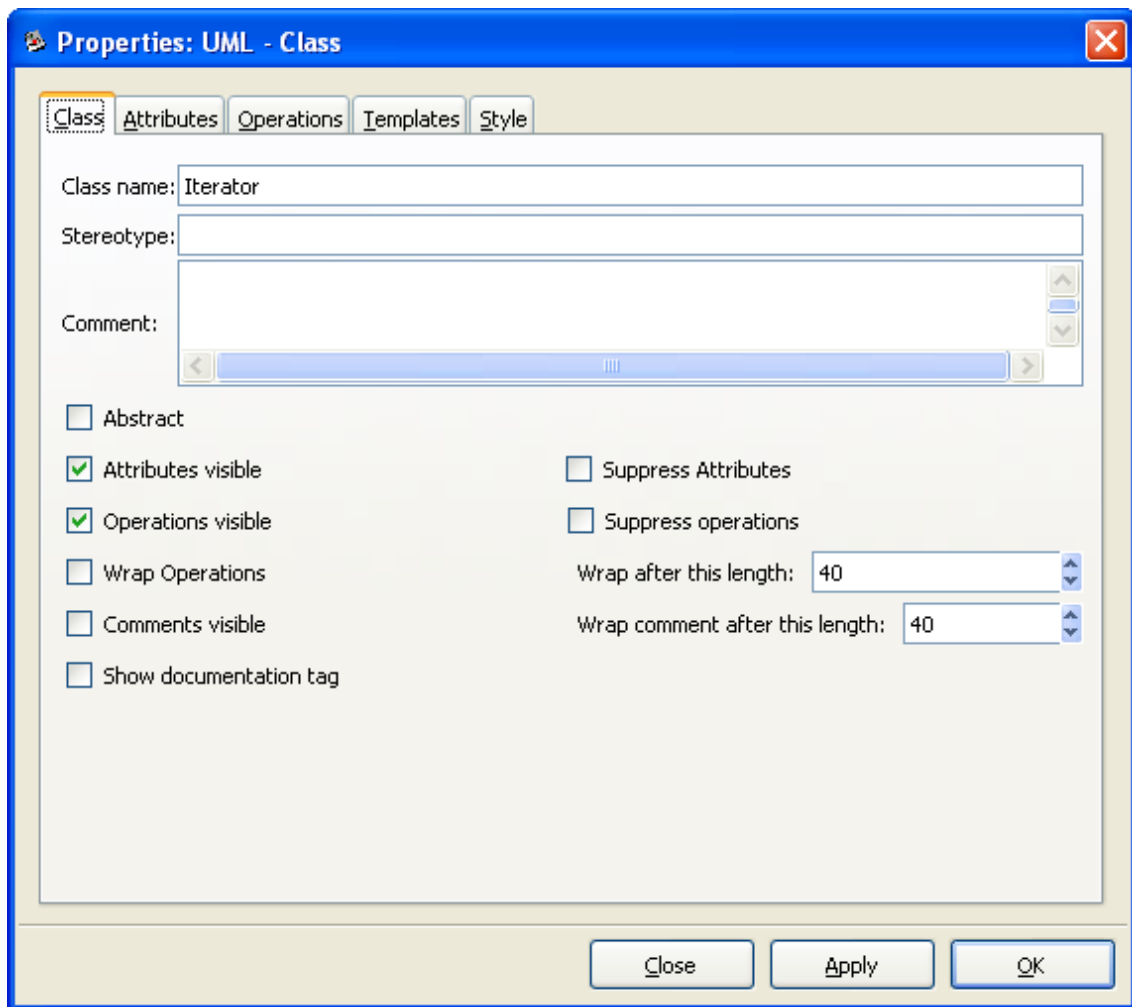 Properties: UML - Class
Class Attributes Operations Templates Style
Class name: Iterator
Stereotype:
Comment:
Abstract
Attributes visible Suppress Attributes
Operations visible Suppress operations
Wrap Operations Wrap after this length: 40
Comments visible Wrap comment after this length: 40
Show documentation tag
Close Apply OK